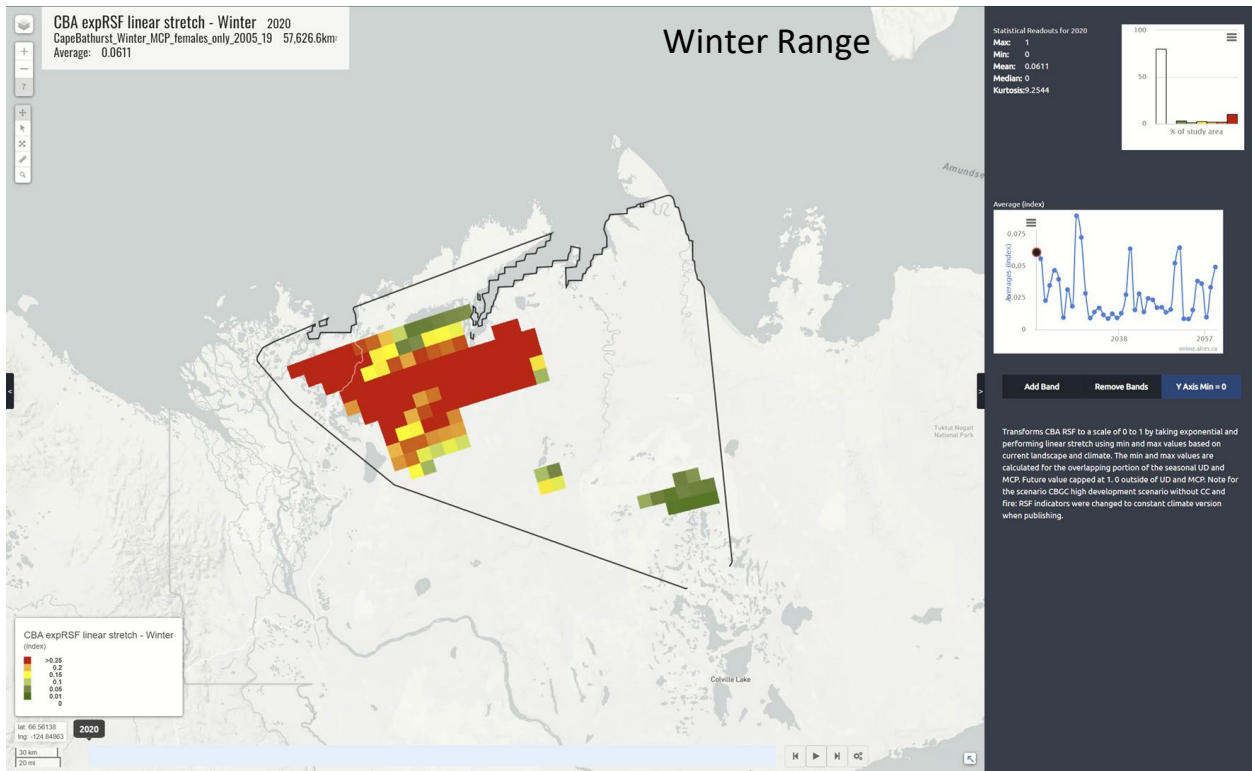 CBA expRSF linear stretch - Winter 2020
CapeBathurst_Winter_MCP_females_only_2005_19 57,626.6km²
Average: 0.0611
Winter Range
+
−
7
Amundse
Tuktut Nogait
National Park
Colville Lake
CBA expRSF linear stretch - Winter
(index)
>0.25
0.2
0.15
0.1
0.05
0.01
0
lat: 66.56138
lng: -124.84863
2020
30 km
20 mi
<
>
Statistical Readouts for 2020
Max: 1
Min: 0
Mean: 0.0611
Median: 0
Kurtosis:9.2544
100
50
0
% of study area
Average (index)
Averages (index)
0.075
0.05
0.025
0
2038
2057
online.alces.ca
Add Band
Remove Bands
Y Axis Min = 0
Transforms CBA RSF to a scale of 0 to 1 by taking exponential and
performing linear stretch using min and max values based on
current landscape and climate. The min and max values are
calculated for the overlapping portion of the seasonal UD and
MCP. Future value capped at 1. 0 outside of UD and MCP. Note for
the scenario CBGC high development scenario without CC and
fire: RSF indicators were changed to constant climate version
when publishing.